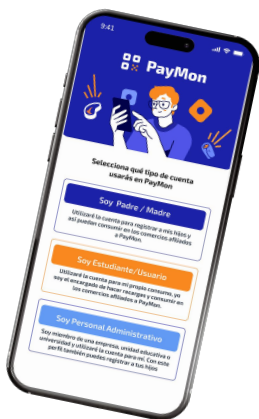 9:41
PayMon
Selecciona qué tipo de cuenta
usarás en PayMon
Soy Padre / Madre
Utilizaré la cuenta para registrar a mis hijos y
así puedan consumir en los comercios afiliados
a PayMon.
Soy Estudiante/Usuario
Utilizaré la cuenta para mi propio consumo, yo
soy el encargado de hacer recargas y consumir en
los comercios afiliados a PayMon.
Soy Personal Administrativo
Soy miembro de una empresa, unidad educativa o
universidad y utilizaré la cuenta para mí. Con este
perfil también puedes registrar a tus hijos